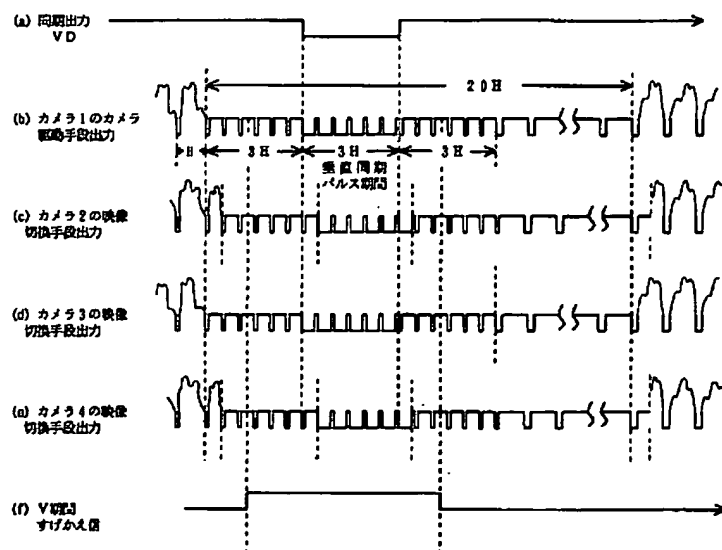 (a) 同期出力
VD
20H
(b) カメラ1のカメラ
駆動手段出力
H
3H
3H
3H
垂直同期
パルス期間
(c) カメラ2の映像
切換手段出力
(d) カメラ3の映像
切換手段出力
(a) カメラ4の映像
切換手段出力
(f) V期間
すげかえ信